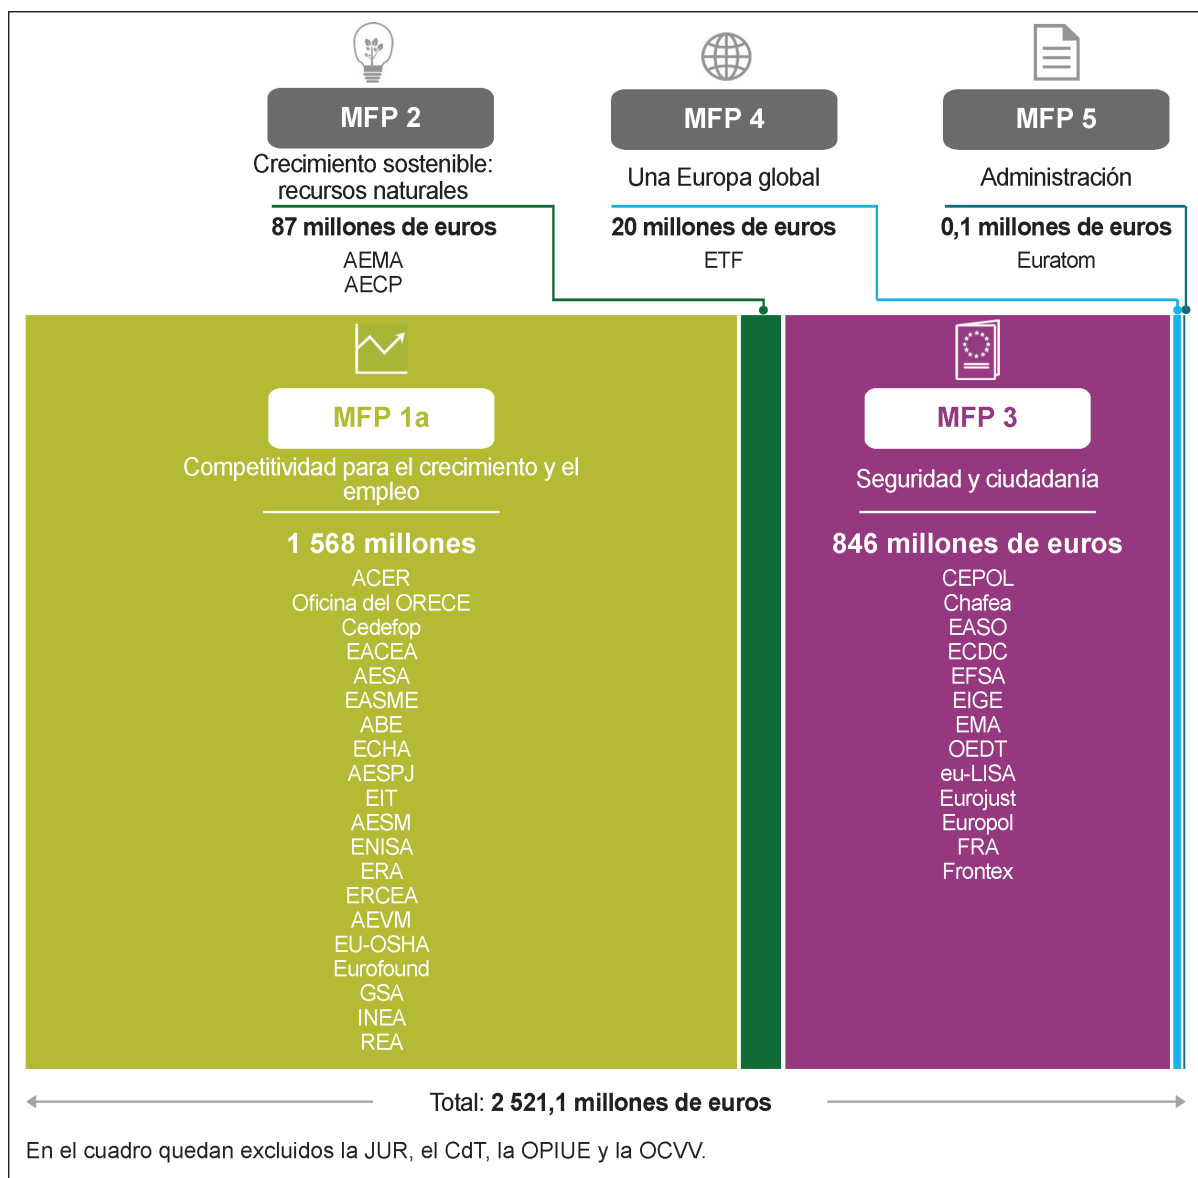 MFP 2
Crecimiento sostenible:
recursos naturales
87 millones de euros
AEMA
AECP
MFP 4
Una Europa global
20 millones de euros
ETF
MFP 5
Administración
0,1 millones de euros
Euratom
MFP 1a
Competitividad para el crecimiento y el
empleo
1 568 millones
ACER
Oficina del ORECE
Cedefop
EACEA
AESA
EASME
ABE
ECHA
AESPJ
EIT
AESM
ENISA
ERA
ERCEA
AEVM
EU-OSHA
Eurofound
GSA
INEA
REA
MFP 3
Seguridad y ciudadanía
846 millones de euros
CEPOL
Chafea
EASO
ECDC
EFSA
EIGE
EMA
OEDT
eu-LISA
Eurojust
Europol
FRA
Frontex
Total: 2 521,1 millones de euros
En el cuadro quedan excluidos la JUR, el CdT, la OPIUE y la OCVV.